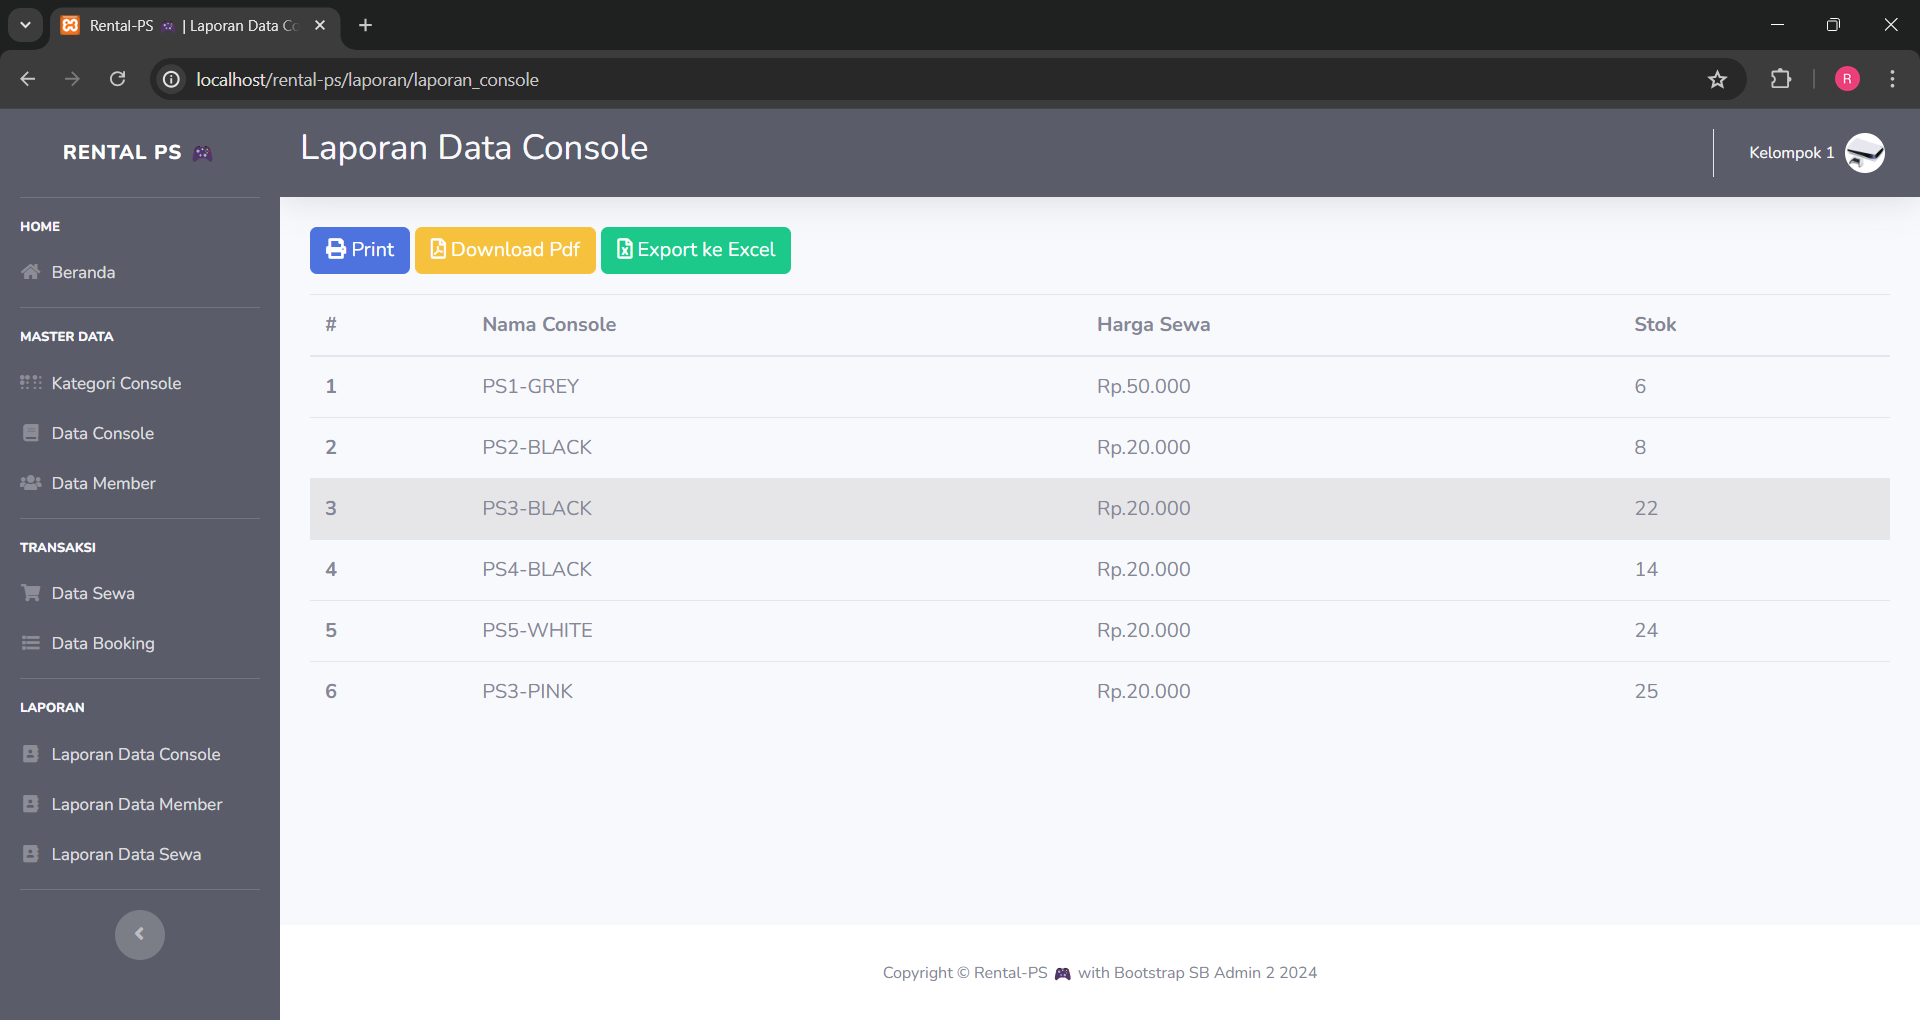 Rental-PS 🎮 | Laporan Data Co
localhost/rental-ps/laporan/laporan_console
R
RENTAL PS 🎮
Laporan Data Console
Kelompok 1
HOME
Beranda
MASTER DATA
Kategori Console
Data Console
Data Member
TRANSAKSI
Data Sewa
Data Booking
LAPORAN
Laporan Data Console
Laporan Data Member
Laporan Data Sewa
Print Download Pdf Export ke Excel
# Nama Console Harga Sewa Stok
1 PS1-GREY Rp.50.000 6
2 PS2-BLACK Rp.20.000 8
3 PS3-BLACK Rp.20.000 22
4 PS4-BLACK Rp.20.000 14
5 PS5-WHITE Rp.20.000 24
6 PS3-PINK Rp.20.000 25
Copyright © Rental-PS 🎮 with Bootstrap SB Admin 2 2024